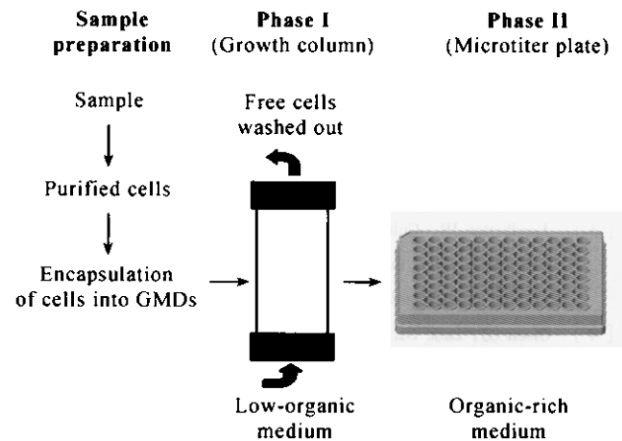 Sample
preparation
Phase I
(Growth column)
Phase I1
(Microtiter plate)
Sample
Purified cells
Encapsulation
of cells into GMDs
Free cells
washed out
Low-organic
medium
Organic-rich
medium